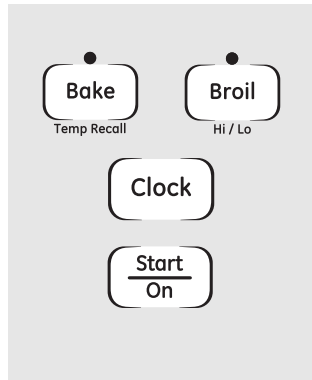 Bake Broil
Temp Recall Hi / Lo
Clock
Start
On